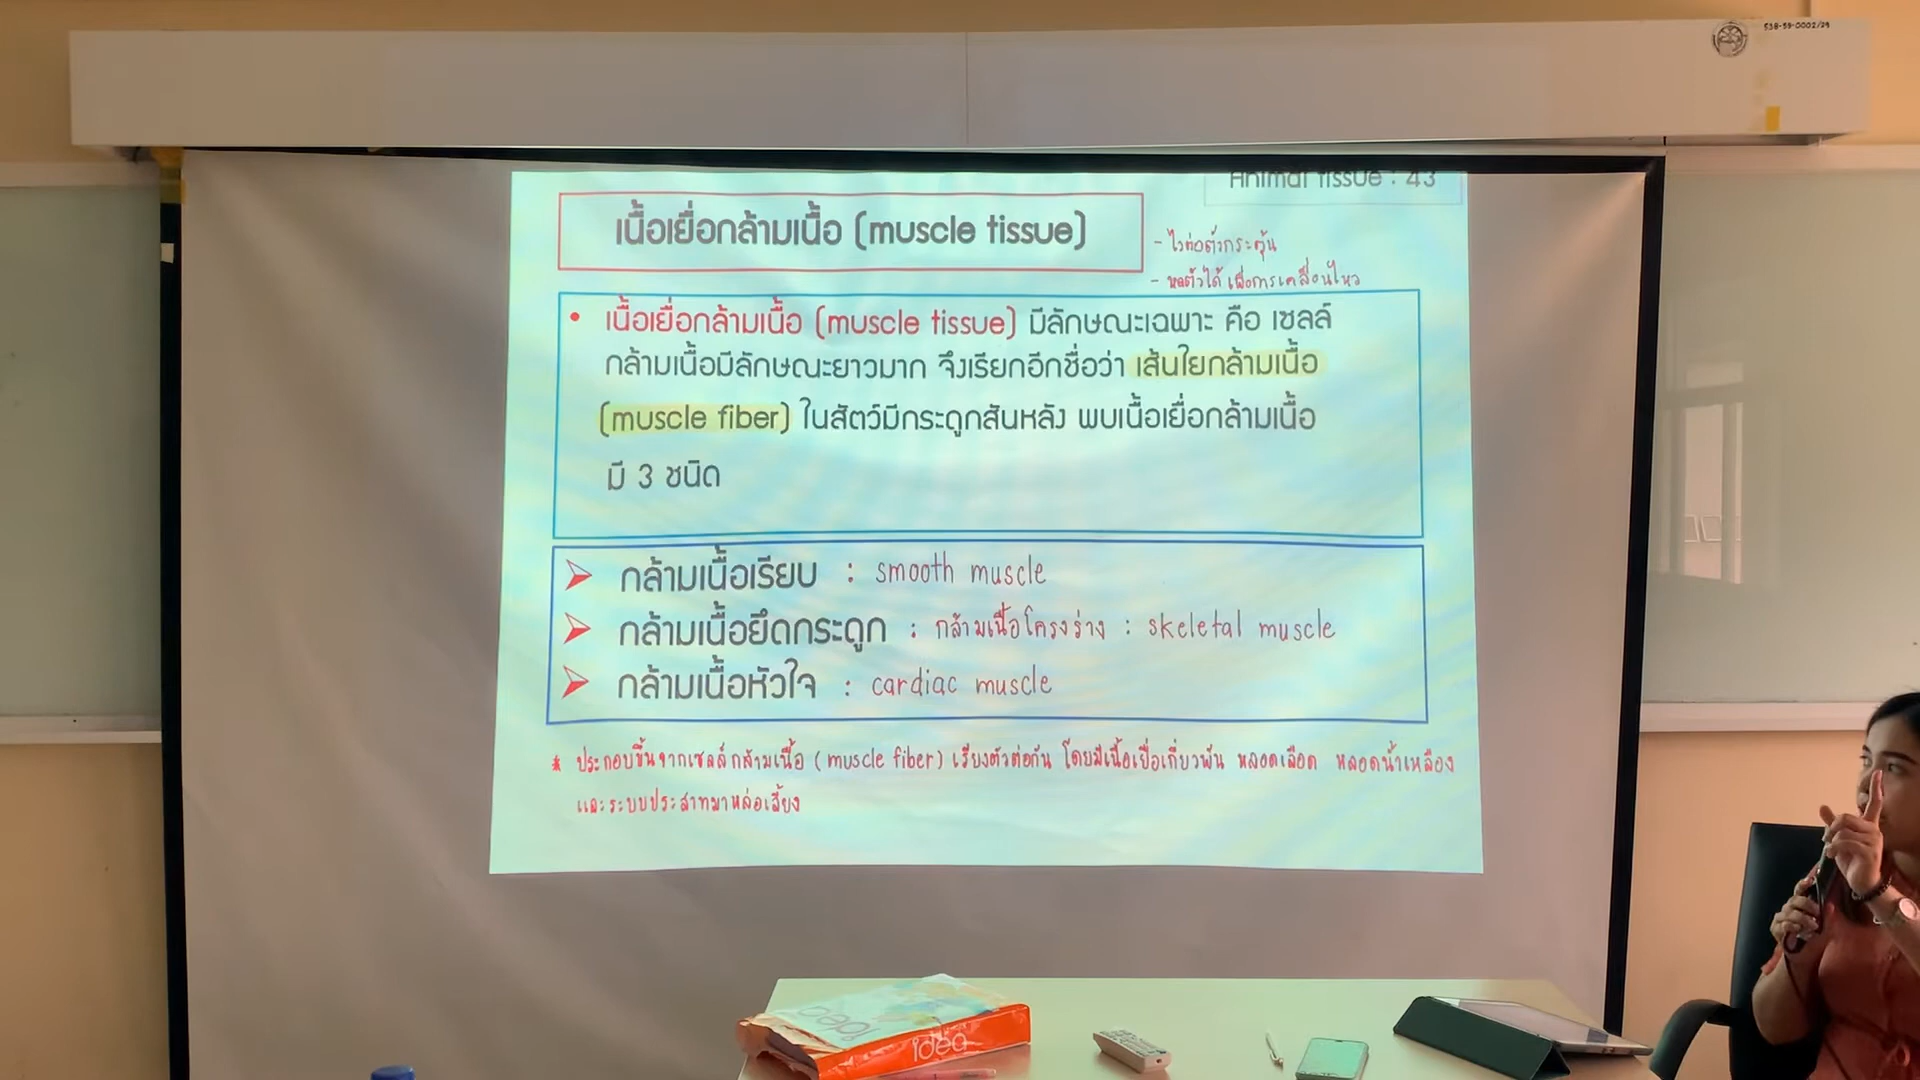 538-59-0002/29
Animal tissue : 43
เนื้อเยื่อกล้ามเนื้อ (muscle tissue)
- ไวต่อตัวกระตุ้น
- หดตัวได้ เพื่อการเคลื่อนไหว
• เนื้อเยื่อกล้ามเนื้อ (muscle tissue) มีลักษณะเฉพาะ คือ เซลล์
กล้ามเนื้อมีลักษณะยาวมาก จึงเรียกอีกชื่อว่า เส้นใยกล้ามเนื้อ
(muscle fiber) ในสัตว์มีกระดูกสันหลัง พบเนื้อเยื่อกล้ามเนื้อ
มี 3 ชนิด
กล้ามเนื้อเรียบ : smooth muscle
กล้ามเนื้อยึดกระดูก : กล้ามเนื้อโครงร่าง : skeletal muscle
กล้ามเนื้อหัวใจ : cardiac muscle
* ประกอบขึ้นจากเซลล์กล้ามเนื้อ (muscle fiber) เรียงตัวต่อกัน โดยมีเนื้อเยื่อเกี่ยวพัน หลอดเลือด หลอดน้ำเหลือง
และระบบประสาทมาหล่อเลี้ยง
idea
idea